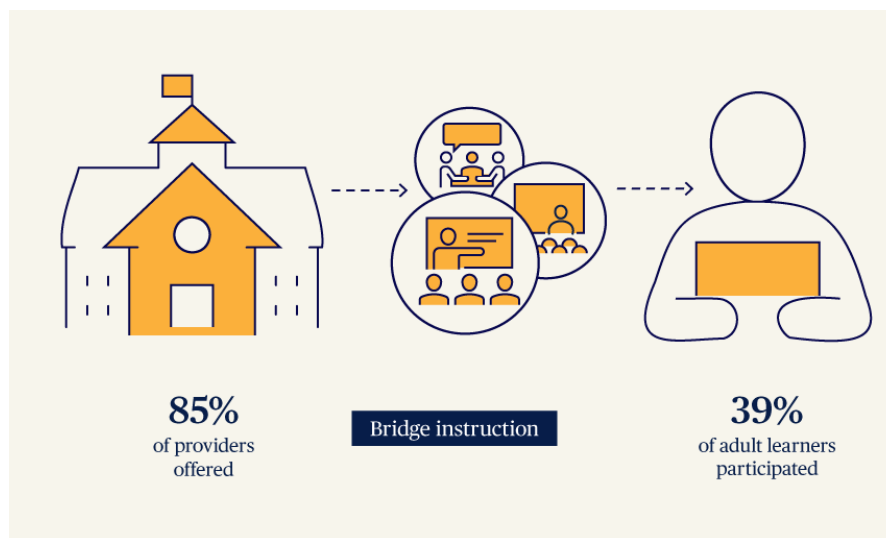 85%
of providers
offered
Bridge instruction
39%
of adult learners
participated